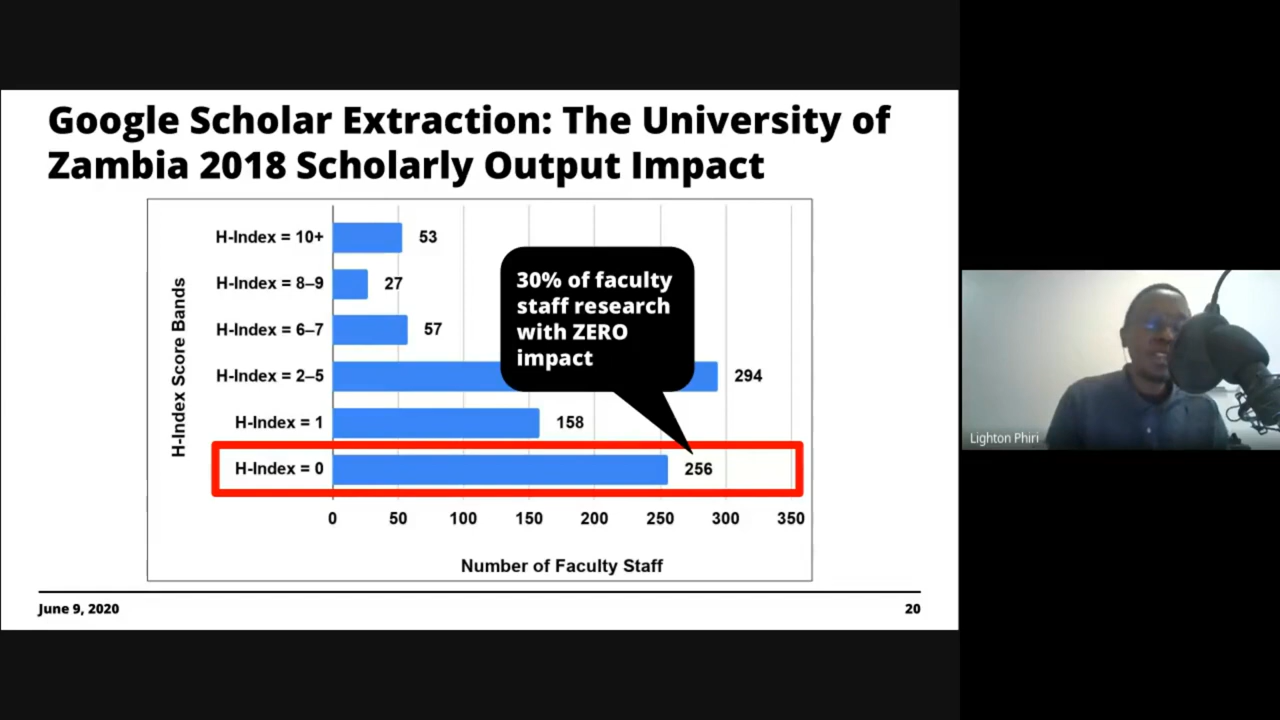 Google Scholar Extraction: The University of
Zambia 2018 Scholarly Output Impact
H-Index Score Bands
H-Index = 10+ 53
H-Index = 8–9 27
H-Index = 6–7 57
H-Index = 2–5 294
H-Index = 1 158
H-Index = 0 256
30% of faculty
staff research
with ZERO
impact
0 50 100 150 200 250 300 350
Number of Faculty Staff
June 9, 2020 20
Lighton Phiri